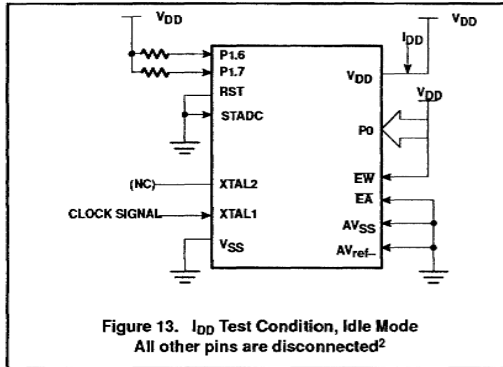 VDD
P1.6
P1.7
RST
STADC
(NC)
XTAL2
CLOCK SIGNAL
XTAL1
VSS
VDD
IDD
VDD
VDD
P0
EW
EA
AVSS
AVref–
Figure 13. IDD Test Condition, Idle Mode
All other pins are disconnected2